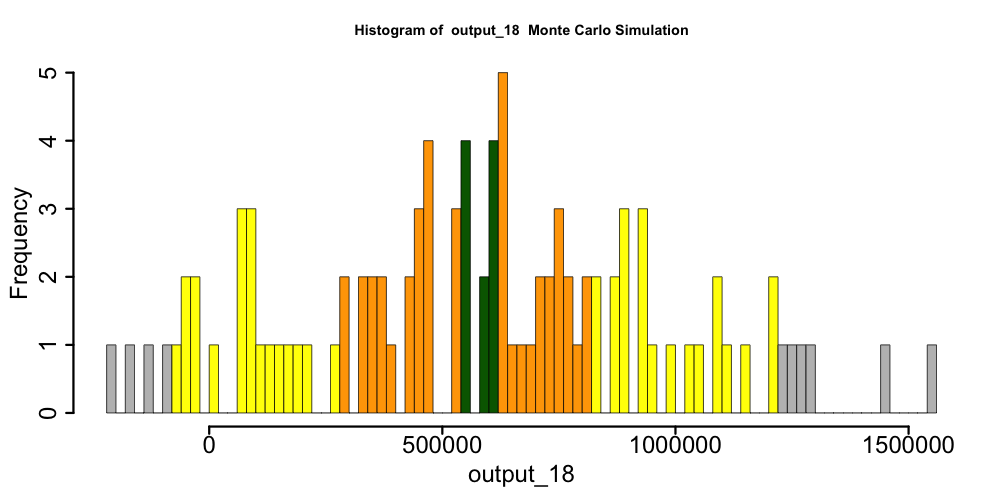 Histogram of output_18 Monte Carlo Simulation
Frequency
5
4
3
2
1
0
0 500000 1000000 1500000
output_18